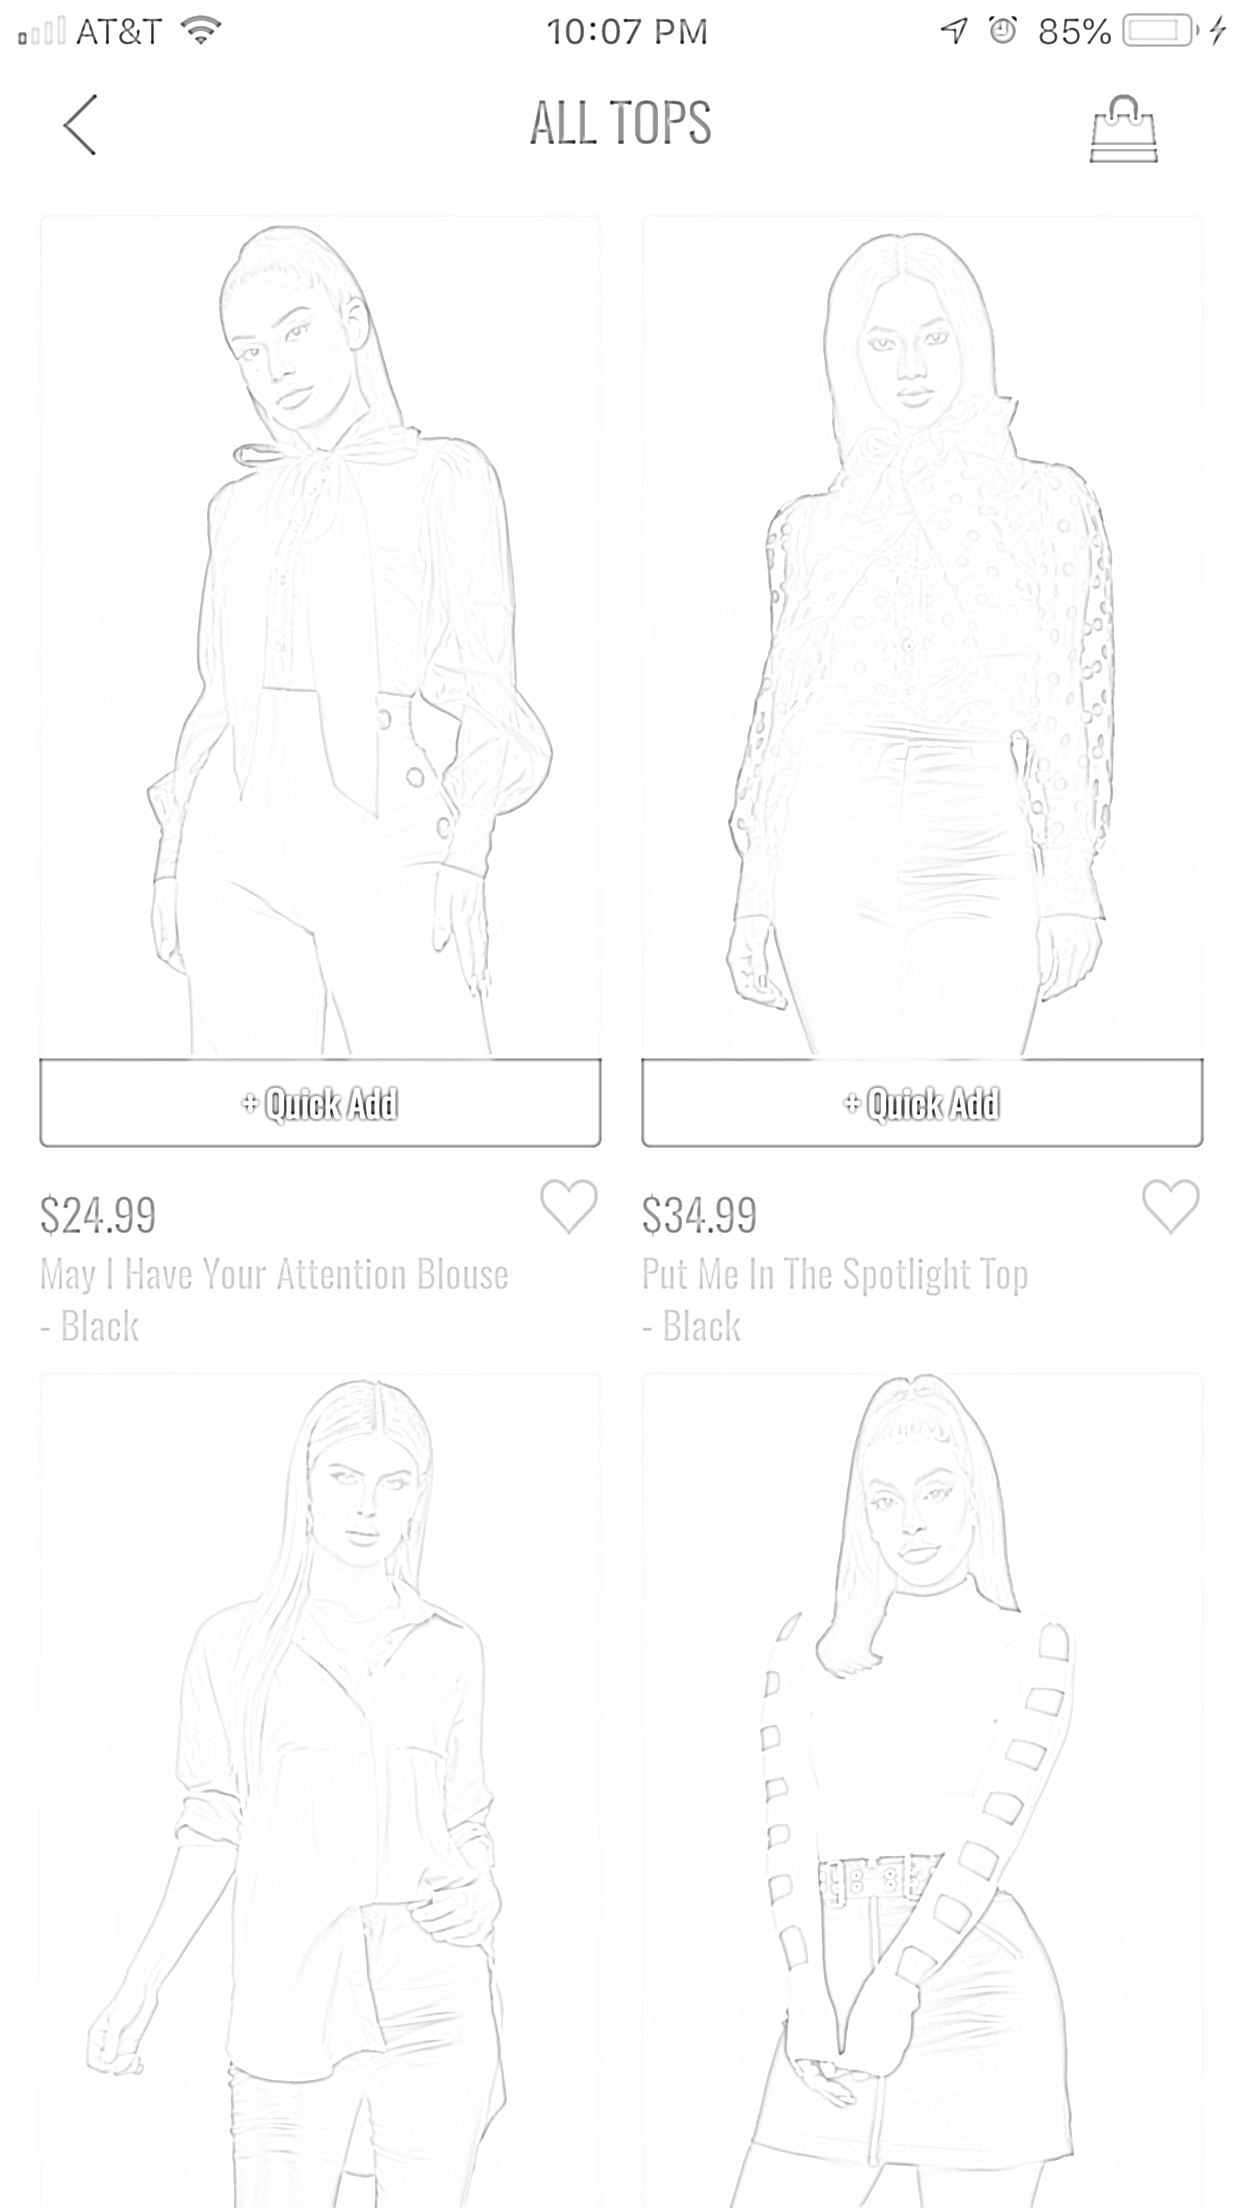 AT&T 10:07 PM 85%
ALL TOPS
+ Quick Add + Quick Add
$24.99 $34.99
May I Have Your Attention Blouse Put Me In The Spotlight Top
- Black - Black